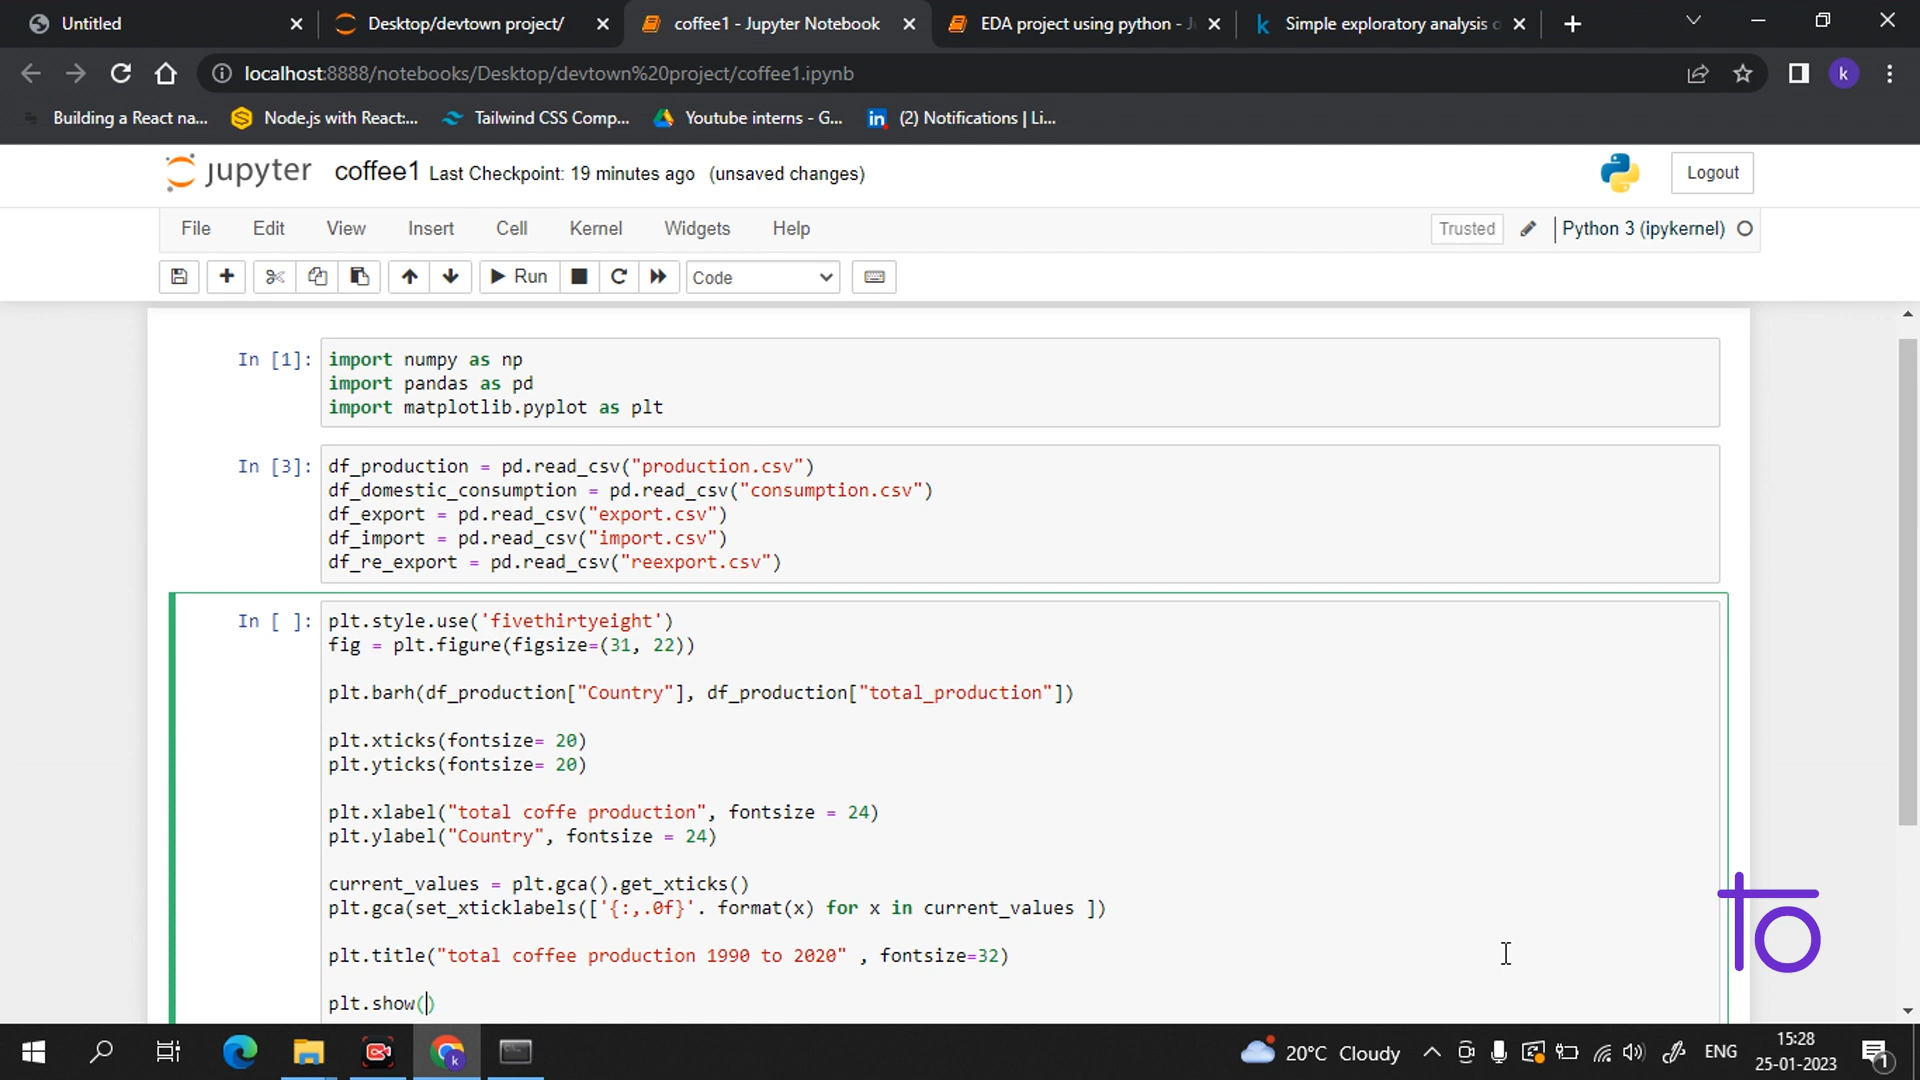 Untitled
Desktop/devtown project/
coffee1 - Jupyter Notebook
EDA project using python - J
Simple exploratory analysis o
localhost:8888/notebooks/Desktop/devtown%20project/coffee1.ipynb
k
Building a React na...
Node.js with React:...
Tailwind CSS Comp...
Youtube interns - G...
(2) Notifications | Li...
jupyter coffee1 Last Checkpoint: 19 minutes ago (unsaved changes)
Logout
File Edit View Insert Cell Kernel Widgets Help
Trusted
Python 3 (ipykernel)
Run
Code
In [1]:
import numpy as np
import pandas as pd
import matplotlib.pyplot as plt
In [3]:
df_production = pd.read_csv("production.csv")
df_domestic_consumption = pd.read_csv("consumption.csv")
df_export = pd.read_csv("export.csv")
df_import = pd.read_csv("import.csv")
df_re_export = pd.read_csv("reexport.csv")
In [ ]:
plt.style.use('fivethirtyeight')
fig = plt.figure(figsize=(31, 22))
plt.barh(df_production["Country"], df_production["total_production"])
plt.xticks(fontsize= 20)
plt.yticks(fontsize= 20)
plt.xlabel("total coffe production", fontsize = 24)
plt.ylabel("Country", fontsize = 24)
current_values = plt.gca().get_xticks()
plt.gca(set_xticklabels(['{:,.0f}'. format(x) for x in current_values ])
plt.title("total coffee production 1990 to 2020" , fontsize=32)
plt.show()
20°C Cloudy
ENG
15:28
25-01-2023
1